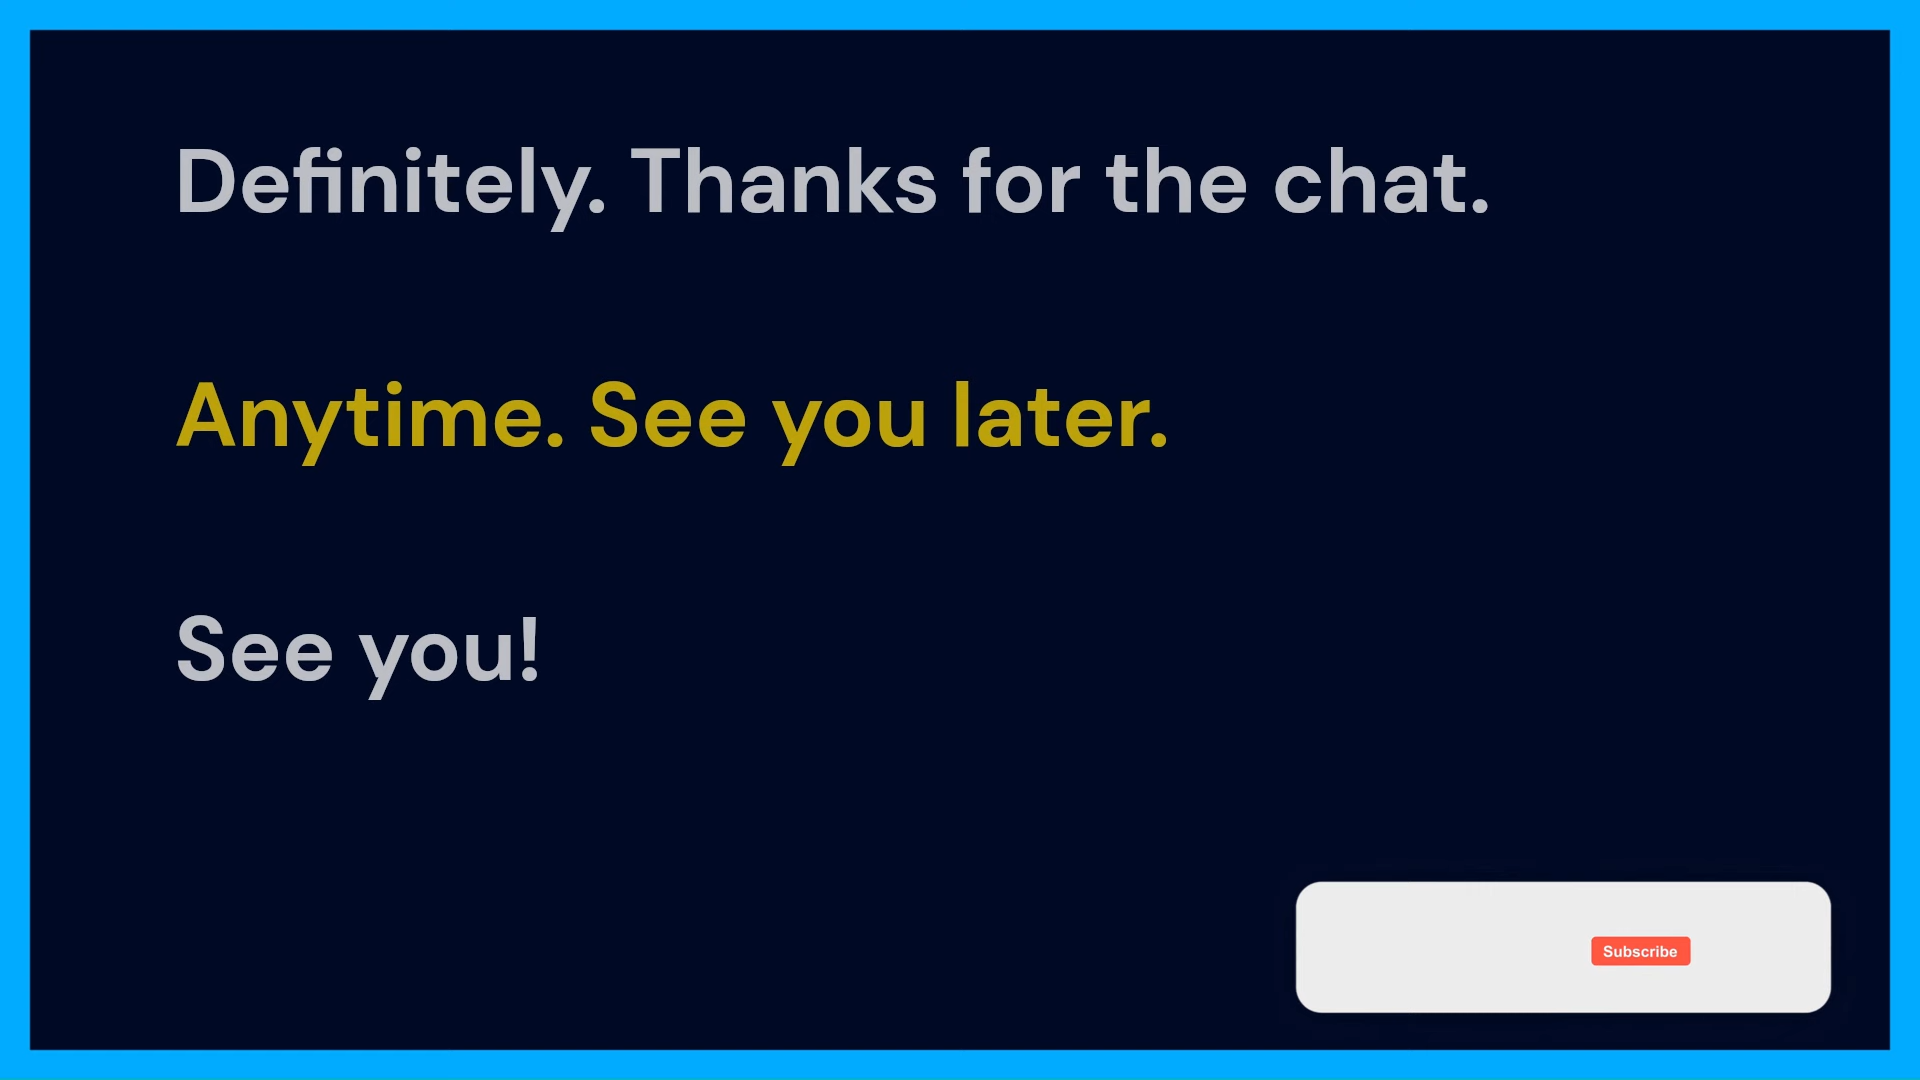 Definitely. Thanks for the chat.
Anytime. See you later.
See you!
Subscribe